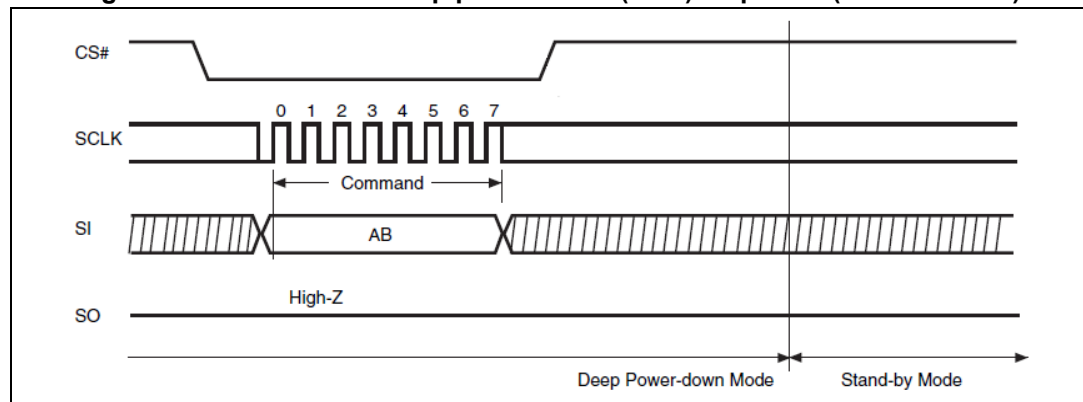 CS#
0 1 2 3 4 5 6 7
SCLK
Command
SI
AB
High-Z
SO
Deep Power-down Mode
Stand-by Mode